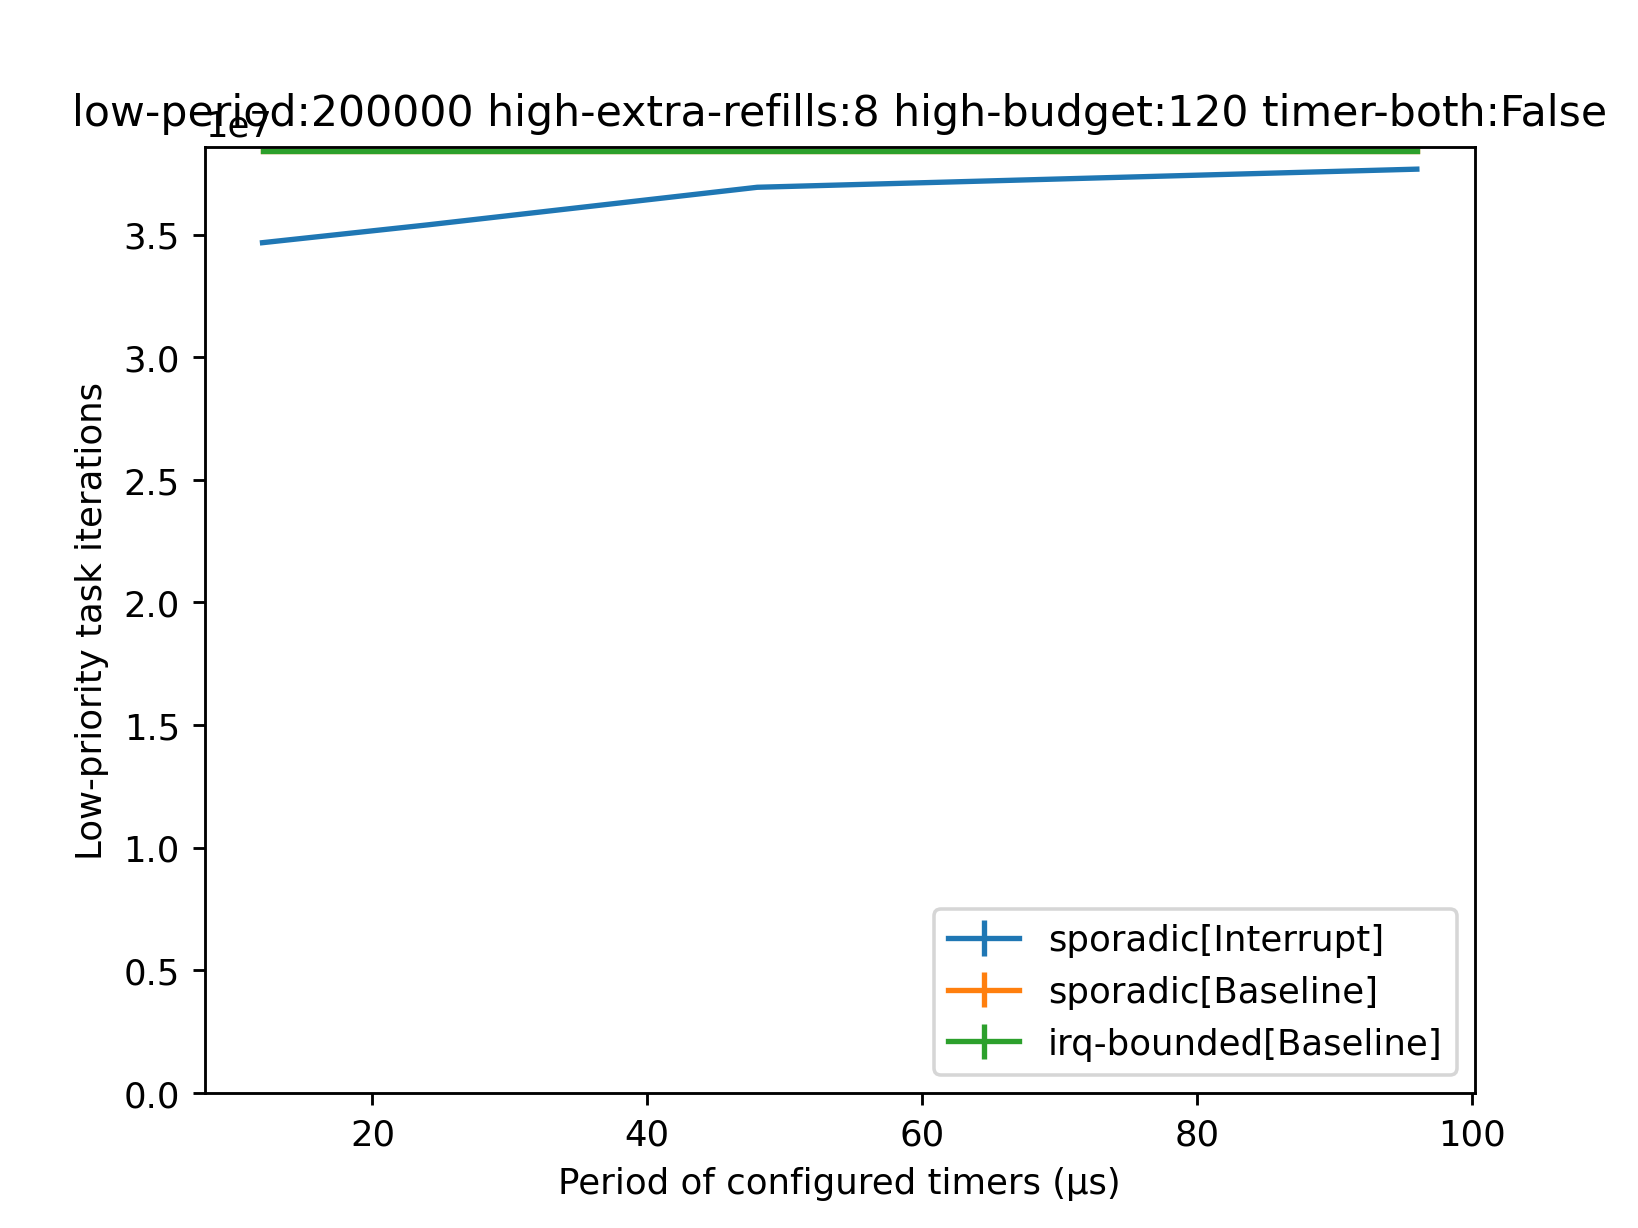 low-period:200000 high-extra-refills:8 high-budget:120 timer-both:False
1e7
3.5
3.0
2.5
2.0
1.5
1.0
0.5
0.0
Low-priority task iterations
sporadic[Interrupt]
sporadic[Baseline]
irq-bounded[Baseline]
20 40 60 80 100
Period of configured timers (μs)